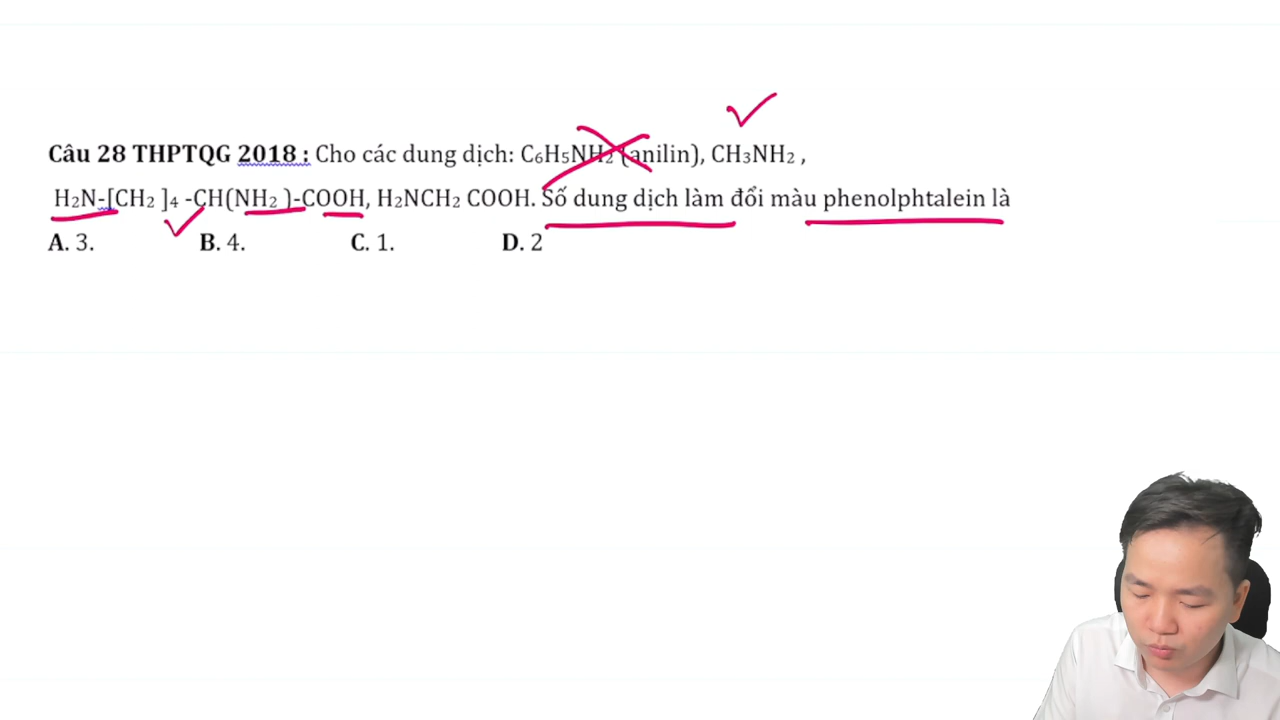 Câu 28 THPTQG 2018 : Cho các dung dịch: C₆H₅NH₂ (anilin), CH₃NH₂ ,
H₂N-[CH₂ ]₄ -CH(NH₂ )-COOH, H₂NCH₂ COOH. Số dung dịch làm đổi màu phenolphtalein là
A. 3. B. 4. C. 1. D. 2